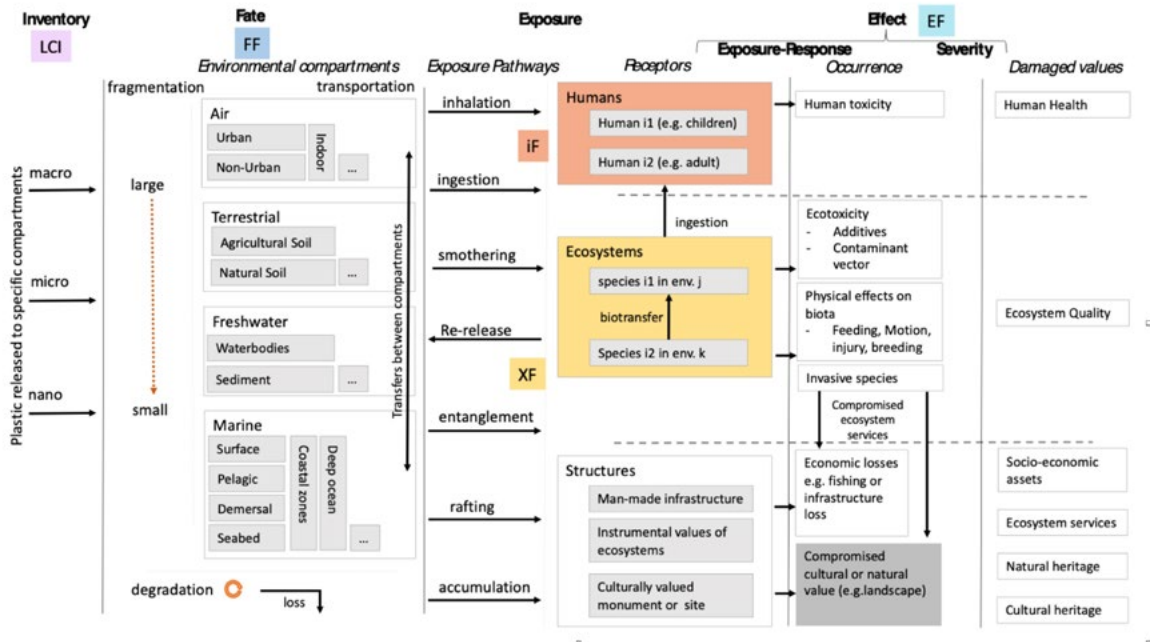 Inventory
LCI
Fate
FF
Exposure
Effect
EF
Exposure-Response
Severity
Environmental compartments
Exposure Pathways
Receptors
Occurrence
Damaged values
fragmentation
transportation
Plastic released to specific compartments
macro
micro
nano
large
small
Air
Urban
Non-Urban
Indoor
...
Terrestrial
Agricultural Soil
Natural Soil
...
Freshwater
Waterbodies
Sediment
...
Marine
Surface
Pelagic
Demersal
Seabed
Coastal zones
Deep ocean
...
Transfers between compartments
degradation
loss
inhalation
ingestion
smothering
Re-release
entanglement
rafting
accumulation
iF
XF
Humans
Human i1 (e.g. children)
Human i2 (e.g. adult)
ingestion
Ecosystems
species i1 in env. j
biotransfer
Species i2 in env. k
Structures
Man-made infrastructure
Instrumental values of
ecosystems
Culturally valued
monument or site
Human toxicity
Ecotoxicity
- Additives
- Contaminant
vector
Physical effects on
biota
- Feeding, Motion,
injury, breeding
Invasive species
Compromised
ecosystem
services
Economic losses
e.g. fishing or
infrastructure
loss
Compromised
cultural or natural
value (e.g.landscape)
Human Health
Ecosystem Quality
Socio-economic
assets
Ecosystem services
Natural heritage
Cultural heritage